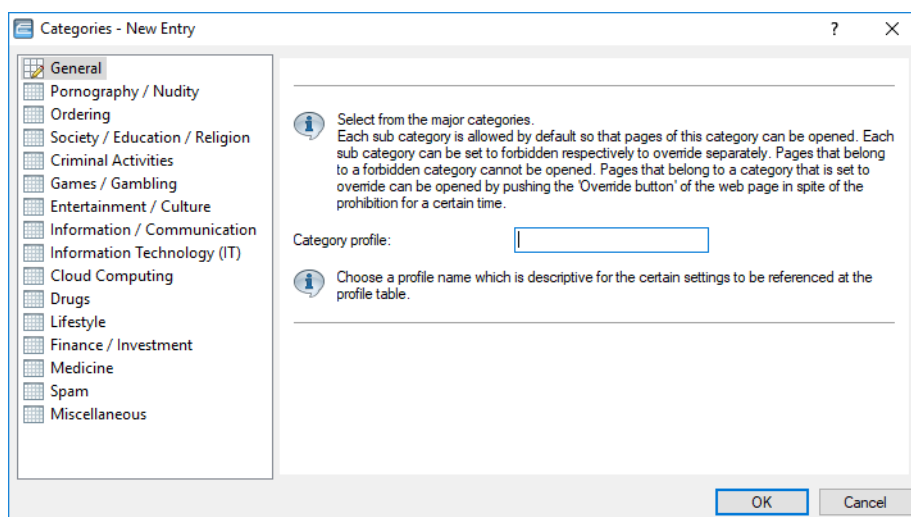 Categories - New Entry
?
General
Pornography / Nudity
Ordering
Society / Education / Religion
Criminal Activities
Games / Gambling
Entertainment / Culture
Information / Communication
Information Technology (IT)
Cloud Computing
Drugs
Lifestyle
Finance / Investment
Medicine
Spam
Miscellaneous
Select from the major categories.
Each sub category is allowed by default so that pages of this category can be opened. Each
sub category can be set to forbidden respectively to override separately. Pages that belong
to a forbidden category cannot be opened. Pages that belong to a category that is set to
override can be opened by pushing the 'Override button' of the web page in spite of the
prohibition for a certain time.
Category profile:
Choose a profile name which is descriptive for the certain settings to be referenced at the
profile table.
OK
Cancel